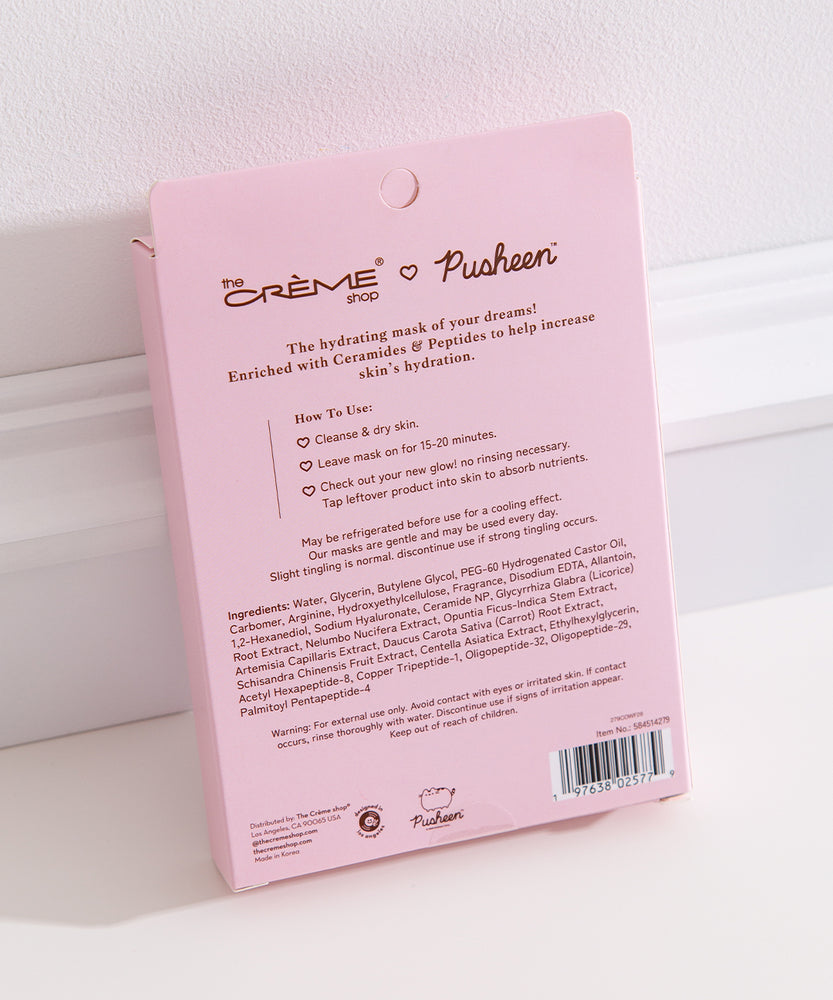 the
CRÈME®
shop
Pusheen™
The hydrating mask of your dreams!
Enriched with Ceramides & Peptides to help increase
skin's hydration.
How To Use:
Cleanse & dry skin.
Leave mask on for 15-20 minutes.
Check out your new glow! no rinsing necessary.
Tap leftover product into skin to absorb nutrients.
May be refrigerated before use for a cooling effect.
Our masks are gentle and may be used every day.
Slight tingling is normal. discontinue use if strong tingling occurs.
Ingredients: Water, Glycerin, Butylene Glycol, PEG-60 Hydrogenated Castor Oil,
Carbomer, Arginine, Hydroxyethylcellulose, Fragrance, Disodium EDTA, Allantoin,
1,2-Hexanediol, Sodium Hyaluronate, Ceramide NP, Glycyrrhiza Glabra (Licorice)
Root Extract, Nelumbo Nucifera Extract, Opuntia Ficus-Indica Stem Extract,
Artemisia Capillaris Extract, Daucus Carota Sativa (Carrot) Root Extract,
Schisandra Chinensis Fruit Extract, Centella Asiatica Extract, Ethylhexylglycerin,
Acetyl Hexapeptide-8, Copper Tripeptide-1, Oligopeptide-32, Oligopeptide-29,
Palmitoyl Pentapeptide-4
Warning: For external use only. Avoid contact with eyes or irritated skin. If contact
occurs, rinse thoroughly with water. Discontinue use if signs of irritation appear.
Keep out of reach of children.
Item No.: 584514279
1 97638 02577 9
Distributed by. The Crème shop®
Los Angeles, CA 90065 USA
@thecremeshop.com
thecremeshop.com
Made in Korea
designed in
los angeles
Pusheen